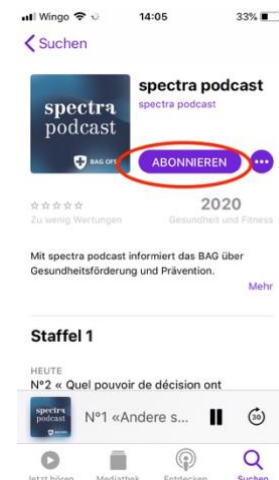 Wingo 14:05 33%
Suchen
spectra
podcast
BAG OFSP
spectra podcast
spectra podcast
ABONNIEREN
Zu wenig Wertungen
2020
Gesundheit und Fitness
Mit spectra podcast informiert das BAG über
Gesundheitsförderung und Prävention.
Mehr
Staffel 1
HEUTE
N°2 « Quel pouvoir de décision ont
spectra
podcast
N°1 «Andere s...
30
Jetzt hören Mediathek Entdecken Suchen